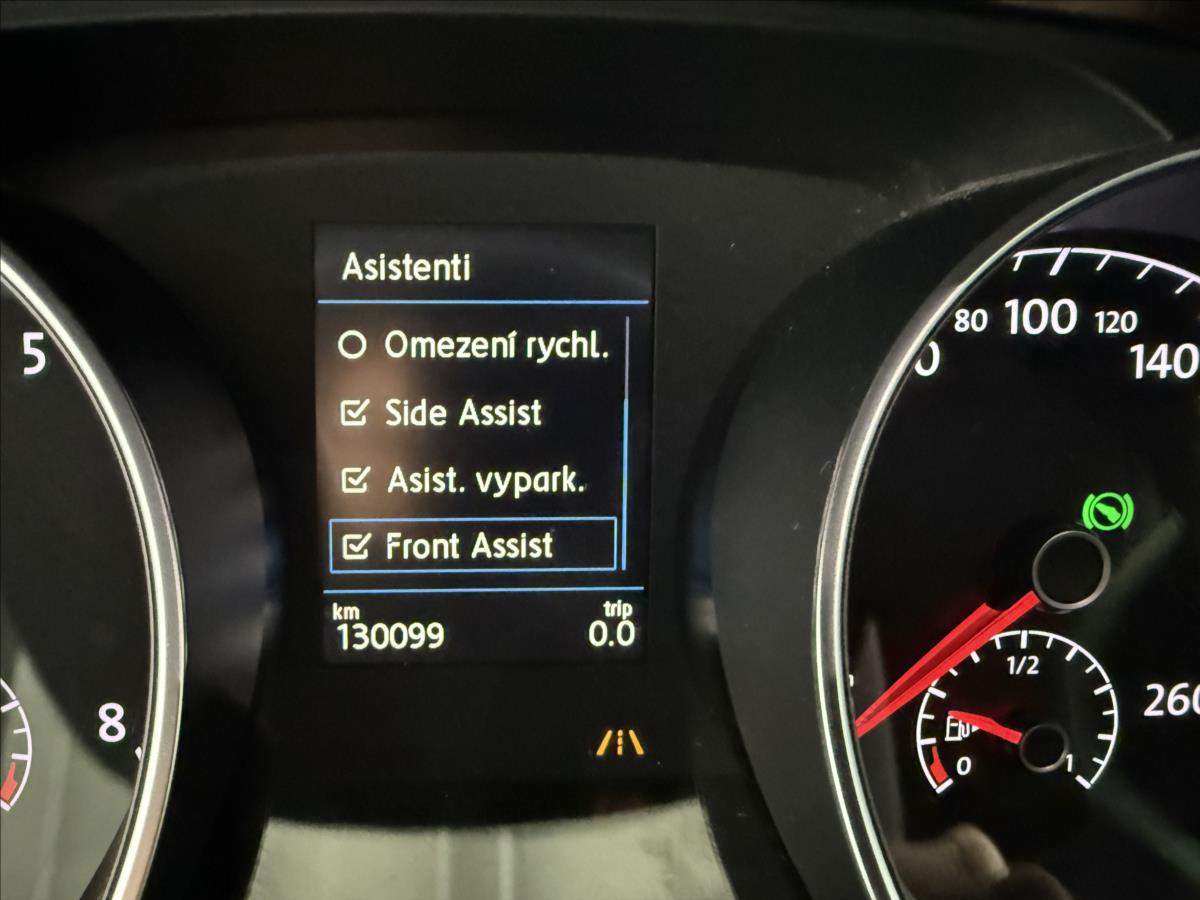 Asistenti
Omezení rychl.
Side Assist
Asist. vypark.
Front Assist
km
trip
130099
0.0
5
8
80
100
120
140
260
1/2
0
1